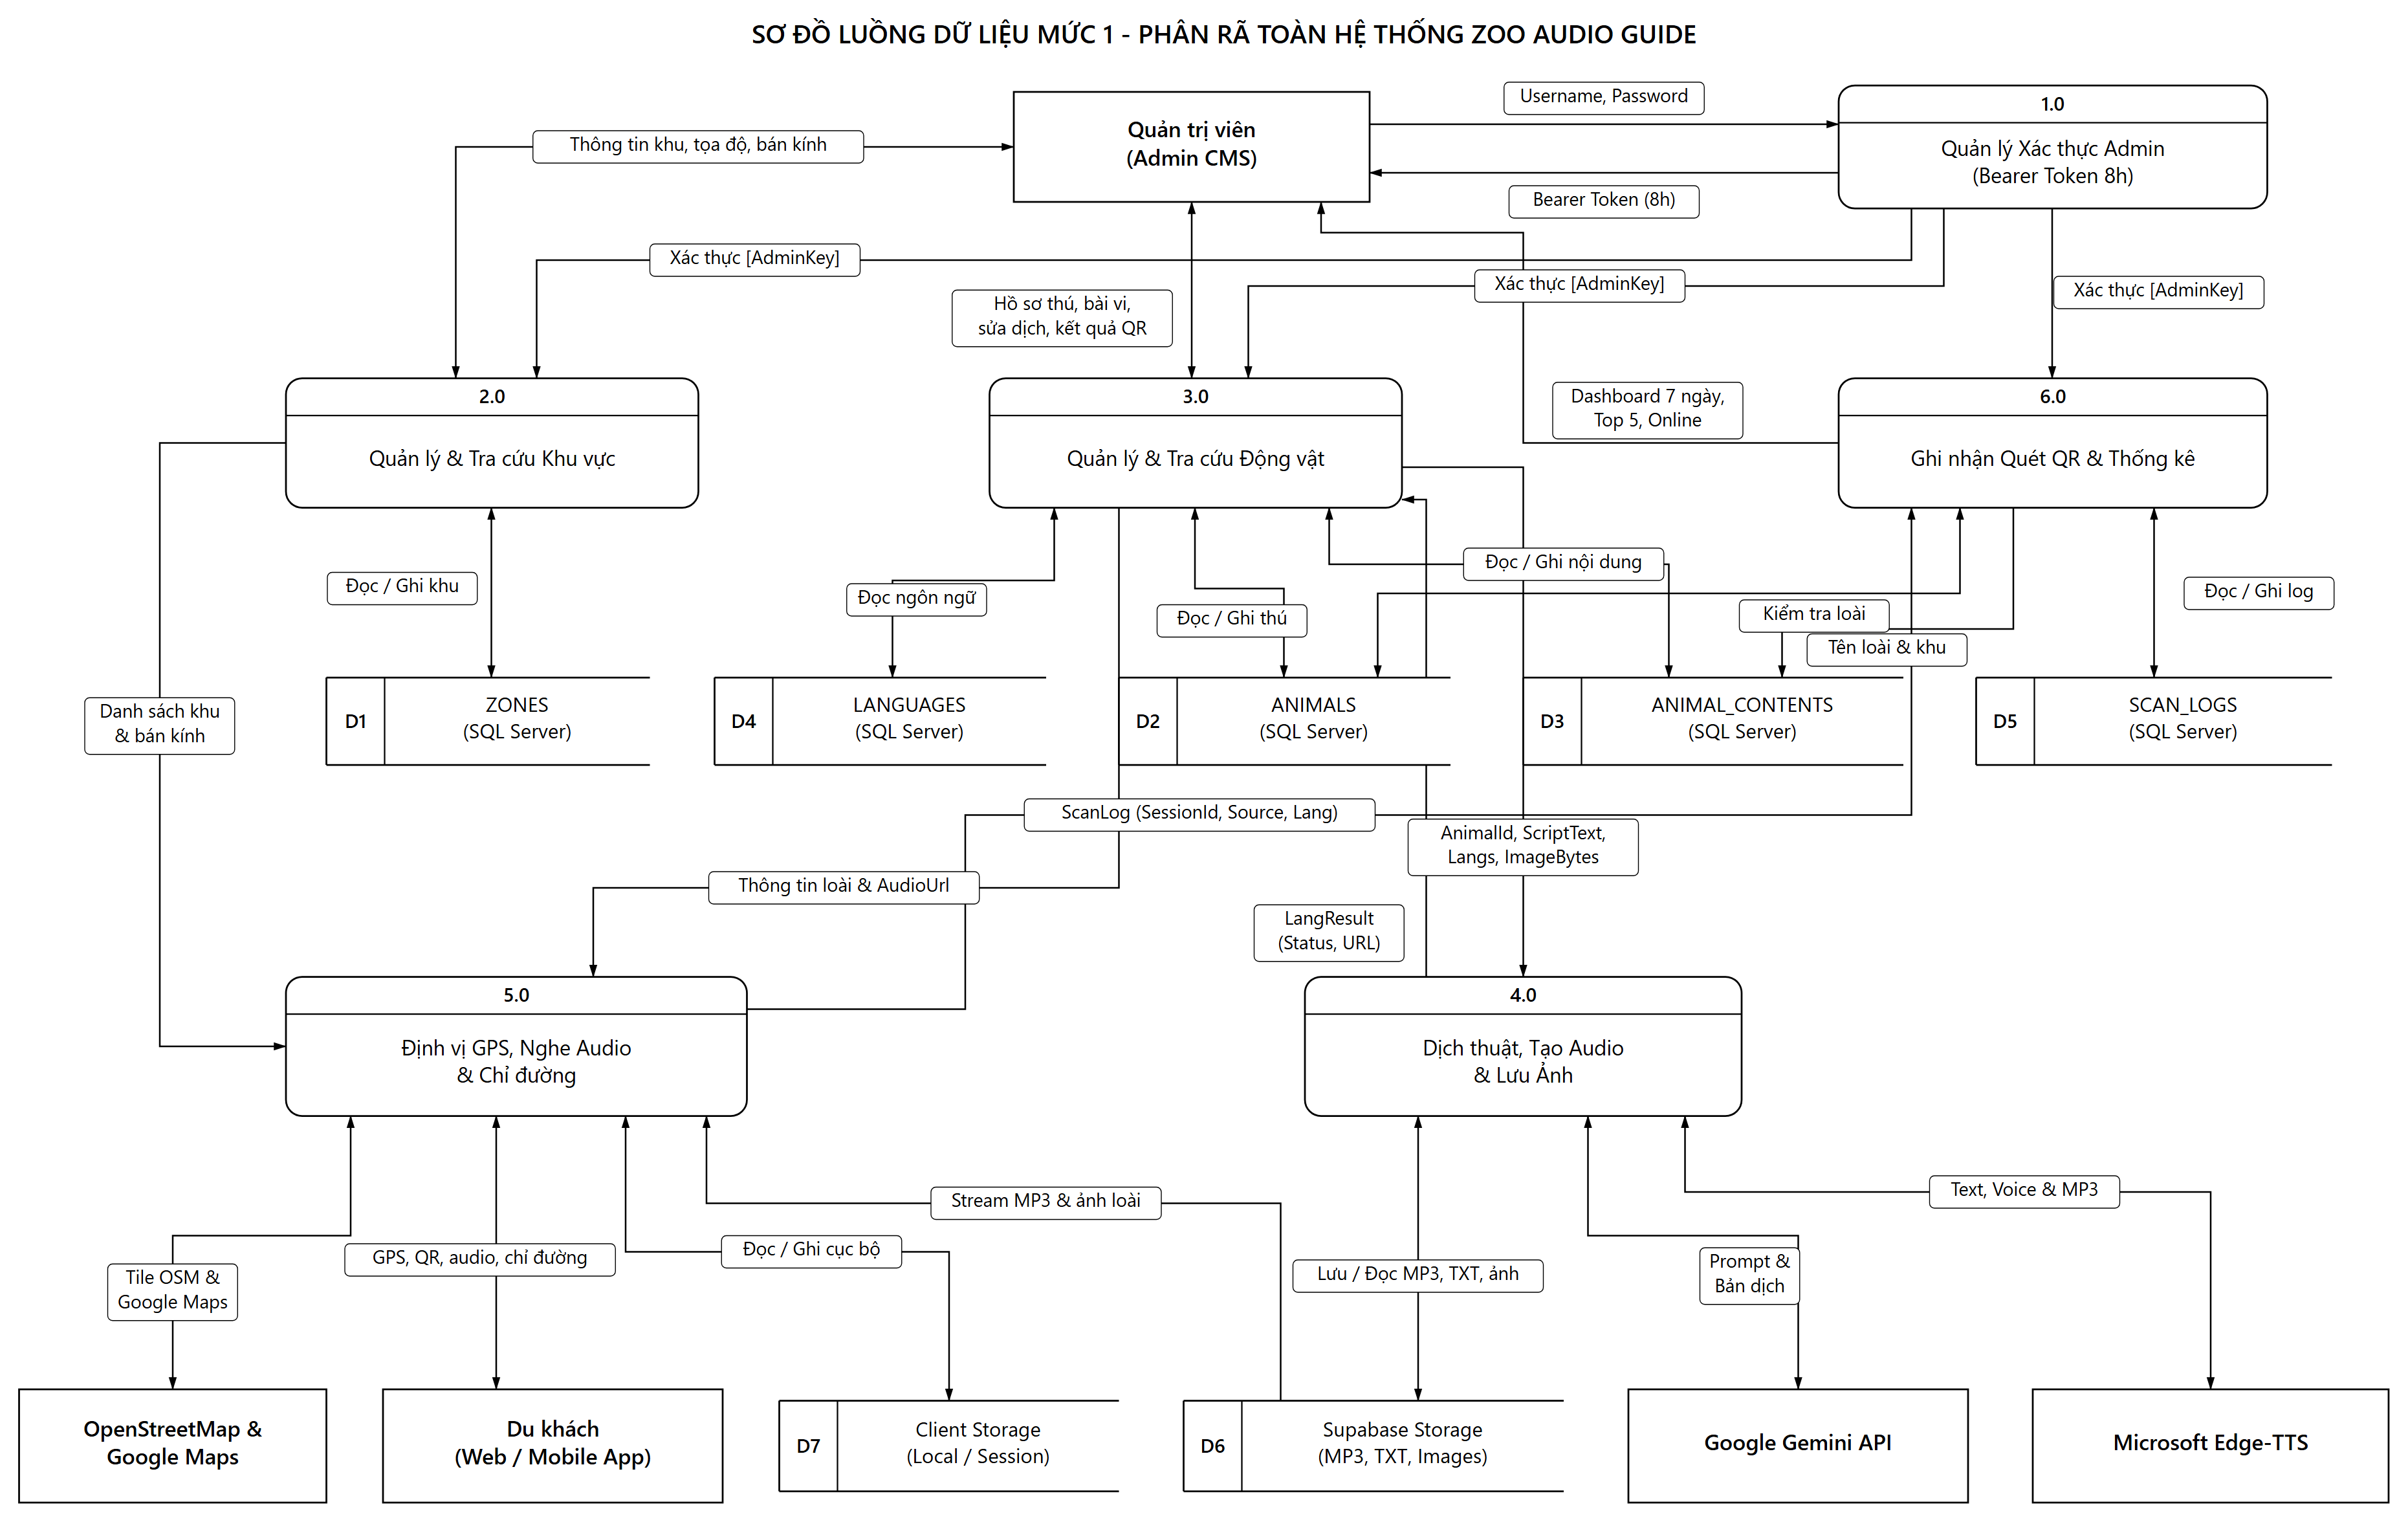 SƠ ĐỒ LUỒNG DỮ LIỆU MỨC 1 - PHÂN RÃ TOÀN HỆ THỐNG ZOO AUDIO GUIDE
Quản trị viên
(Admin CMS)
Username, Password
Bearer Token (8h)
1.0
Quản lý Xác thực Admin
(Bearer Token 8h)
Thông tin khu, tọa độ, bán kính
Xác thực [AdminKey]
Xác thực [AdminKey]
Xác thực [AdminKey]
Hồ sơ thú, bài vi,
sửa dịch, kết quả QR
2.0
Quản lý & Tra cứu Khu vực
3.0
Quản lý & Tra cứu Động vật
Dashboard 7 ngày,
Top 5, Online
6.0
Ghi nhận Quét QR & Thống kê
Đọc / Ghi khu
Đọc ngôn ngữ
Đọc / Ghi thú
Đọc / Ghi nội dung
Kiểm tra loài
Tên loài & khu
Đọc / Ghi log
Danh sách khu
& bán kính
D1
ZONES
(SQL Server)
D4
LANGUAGES
(SQL Server)
D2
ANIMALS
(SQL Server)
D3
ANIMAL_CONTENTS
(SQL Server)
D5
SCAN_LOGS
(SQL Server)
ScanLog (SessionId, Source, Lang)
AnimalId, ScriptText,
Langs, ImageBytes
Thông tin loài & AudioUrl
LangResult
(Status, URL)
5.0
Định vị GPS, Nghe Audio
& Chỉ đường
4.0
Dịch thuật, Tạo Audio
& Lưu Ảnh
Stream MP3 & ảnh loài
Text, Voice & MP3
Tile OSM &
Google Maps
GPS, QR, audio, chỉ đường
Đọc / Ghi cục bộ
Lưu / Đọc MP3, TXT, ảnh
Prompt &
Bản dịch
OpenStreetMap &
Google Maps
Du khách
(Web / Mobile App)
D7
Client Storage
(Local / Session)
D6
Supabase Storage
(MP3, TXT, Images)
Google Gemini API
Microsoft Edge-TTS